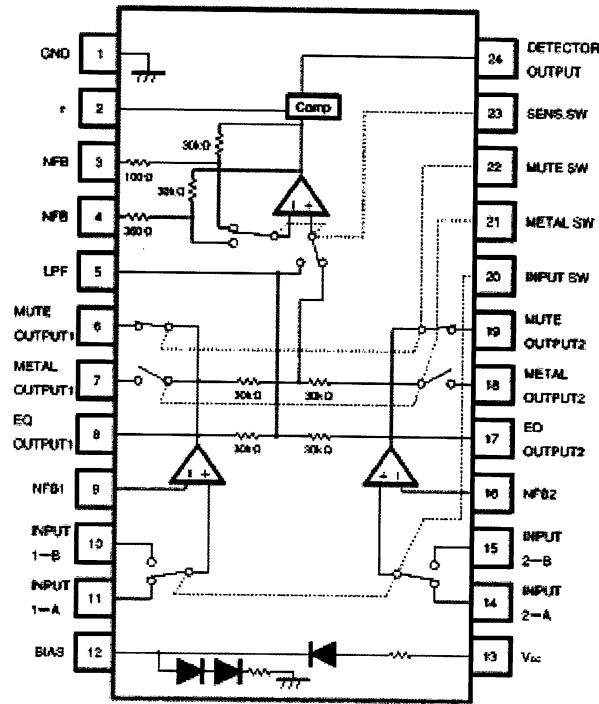 GND 1
2
NFB 3
NFB 4
LPF 5
MUTE OUTPUT1 6
METAL OUTPUT1 7
EQ OUTPUT1 8
NFB1 9
INPUT 1-B 10
INPUT 1-A 11
BIAS 12
24 DETECTOR OUTPUT
23 SENS.SW
22 MUTE SW
21 METAL SW
20 INPUT SW
19 MUTE OUTPUT2
18 METAL OUTPUT2
17 EQ OUTPUT2
16 NFB2
15 INPUT 2-B
14 INPUT 2-A
13 Vcc
Comp
30kΩ
100Ω
360Ω
- +
30kΩ
30kΩ
30kΩ
30kΩ
- +
- +